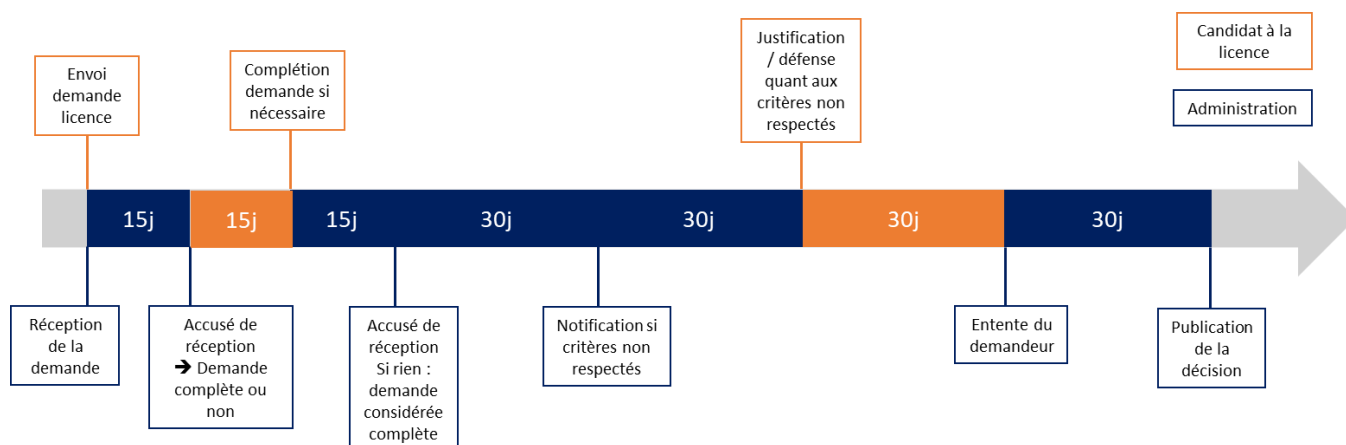 Envoi
demande
licence
Complétion
demande si
nécessaire
Justification
/ défense
quant aux
critères non
respectés
Candidat à la
licence
Administration
15j
15j
15j
30j
30j
30j
30j
Réception
de la
demande
Accusé de
réception
➔ Demande
complète ou
non
Accusé de
réception
Si rien :
demande
considérée
complète
Notification si
critères non
respectés
Entente du
demandeur
Publication
de la
décision